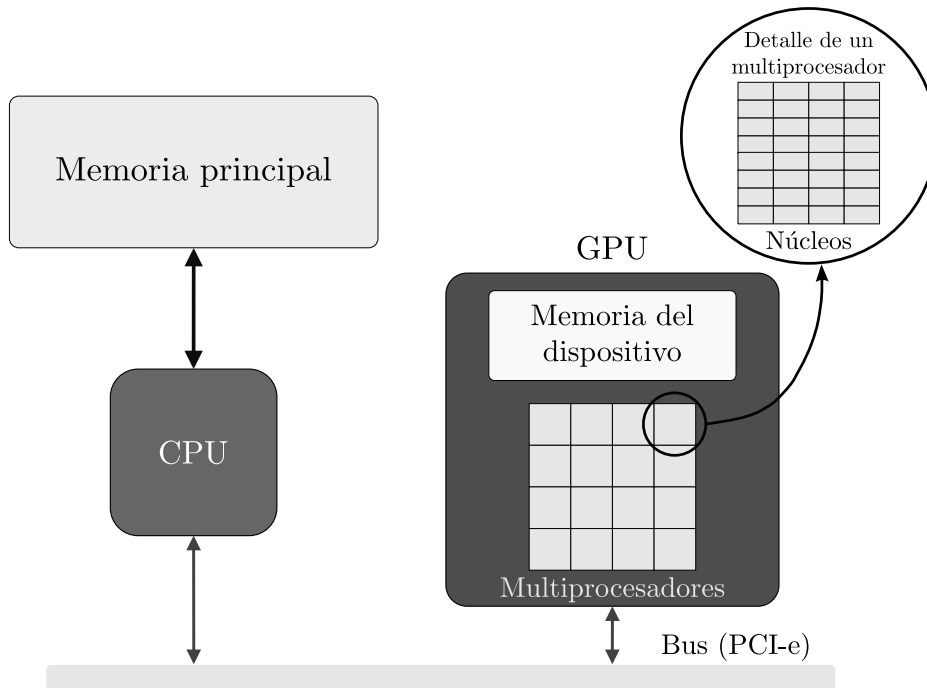 Detalle de un
multiprocesador
Núcleos
Memoria principal
GPU
Memoria del
dispositivo
CPU
Multiprocesadores
Bus (PCI-e)